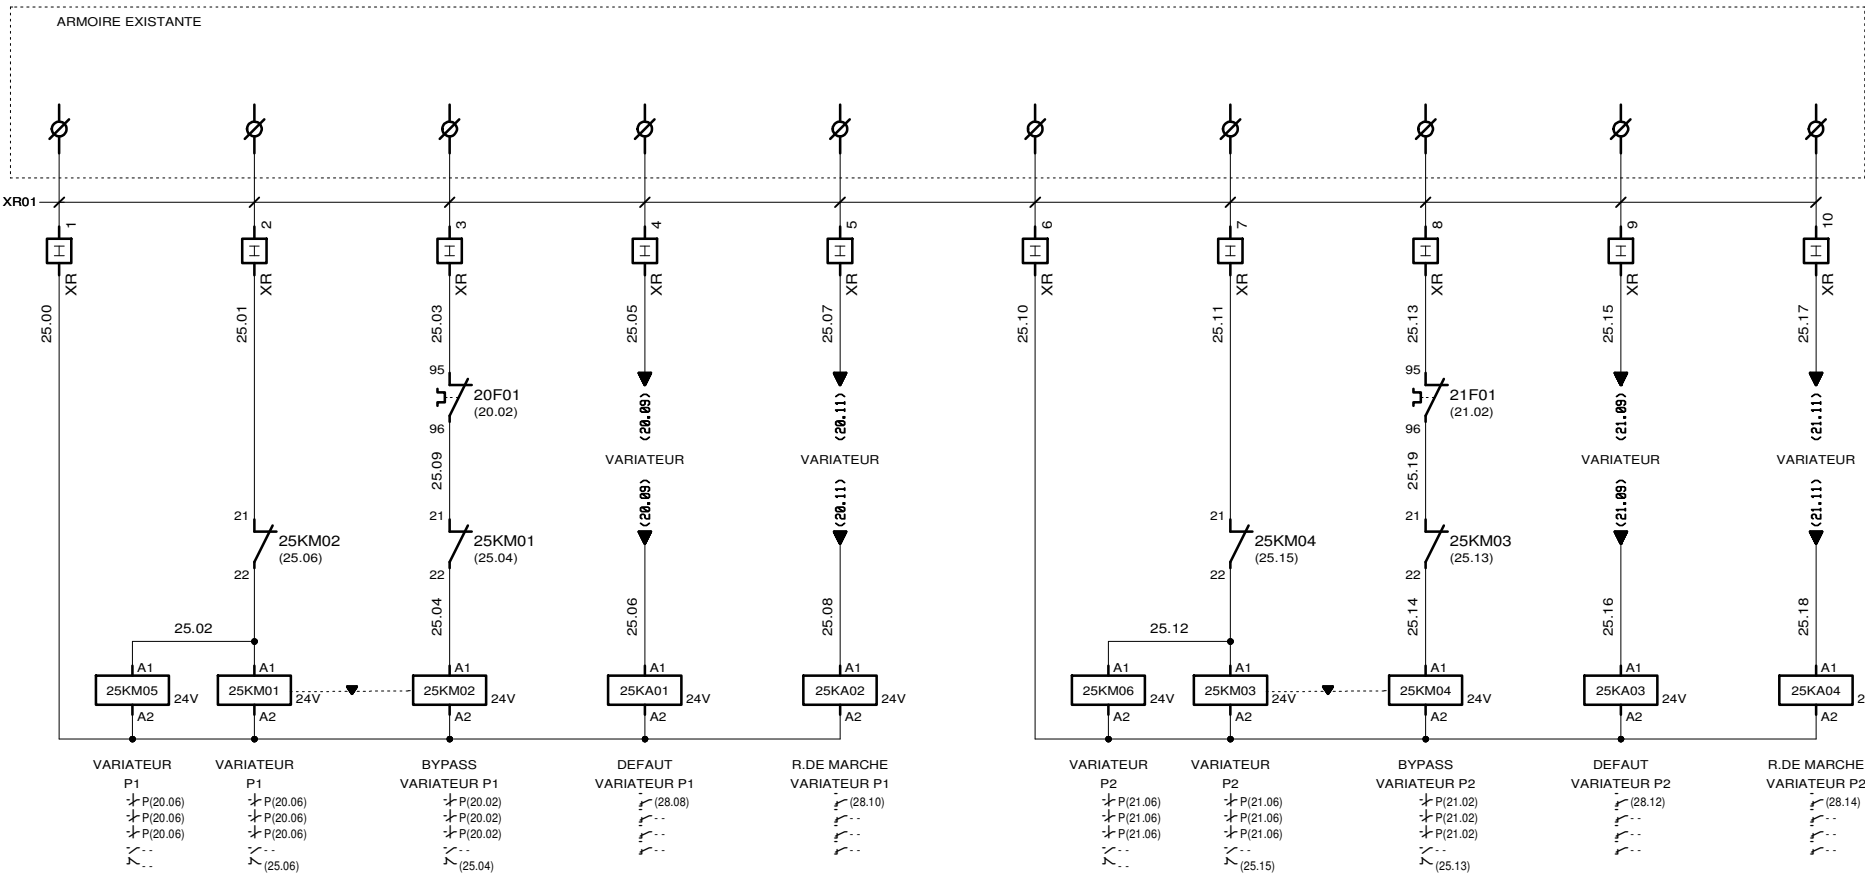 ARMOIRE EXISTANTE
XR01
1 2 3 4 5 6 7 8 9 10
XR XR XR XR XR XR XR XR XR XR
25.00 25.01 25.03 25.05 25.07 25.10 25.11 25.13 25.15 25.17
95 95
20F01 21F01
(20.02) (21.02)
96 96
(20.09) (20.11) (21.09) (21.11)
VARIATEUR VARIATEUR VARIATEUR VARIATEUR
25.09 25.19
(20.09) (20.11) (21.09) (21.11)
21 21 21 21
25KM02 25KM01 25KM04 25KM03
(25.06) (25.04) (25.15) (25.13)
22 22 22 22
25.02 25.04 25.06 25.08 25.12 25.14 25.16 25.18
A1 A1 A1 A1 A1 A1 A1 A1 A1 A1
25KM05 24V 25KM01 24V 25KM02 24V 25KA01 24V 25KA02 24V 25KM06 24V 25KM03 24V 25KM04 24V 25KA03 24V 25KA04 2
A2 A2 A2 A2 A2 A2 A2 A2 A2 A2
VARIATEUR VARIATEUR BYPASS DEFAUT R.DE MARCHE VARIATEUR VARIATEUR BYPASS DEFAUT R.DE MARCHE
P1 P1 VARIATEUR P1 VARIATEUR P1 VARIATEUR P1 P2 P2 VARIATEUR P2 VARIATEUR P2 VARIATEUR P2
P(20.06) P(20.06) P(20.02) (28.08) (28.10) P(21.06) P(21.06) P(21.02) (28.12) (28.14)
P(20.06) P(20.06) P(20.02) -- -- P(21.06) P(21.06) P(21.02) -- --
P(20.06) P(20.06) P(20.02) -- -- P(21.06) P(21.06) P(21.02) -- --
-- -- -- -- -- -- -- -- -- --
-- (25.06) (25.04) -- (25.15) (25.13)